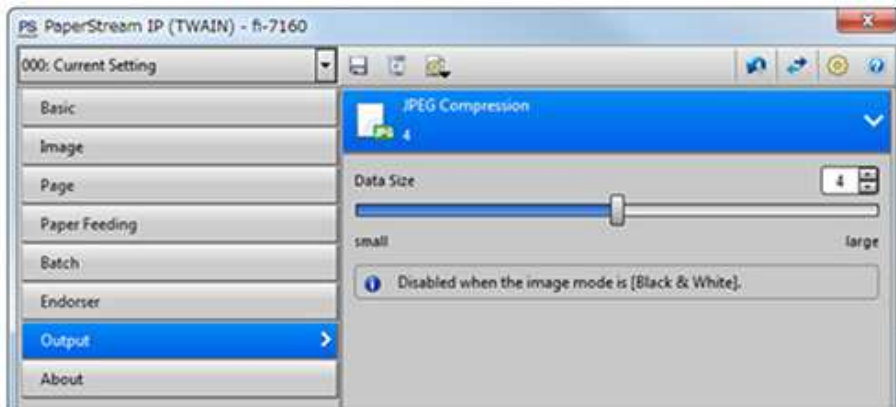 PS PaperStream IP (TWAIN) - fi-7160
000: Current Setting
Basic
Image
Page
Paper Feeding
Batch
Endorser
Output
About
JPEG Compression
JPG 4
Data Size 4
small large
Disabled when the image mode is [Black & White].